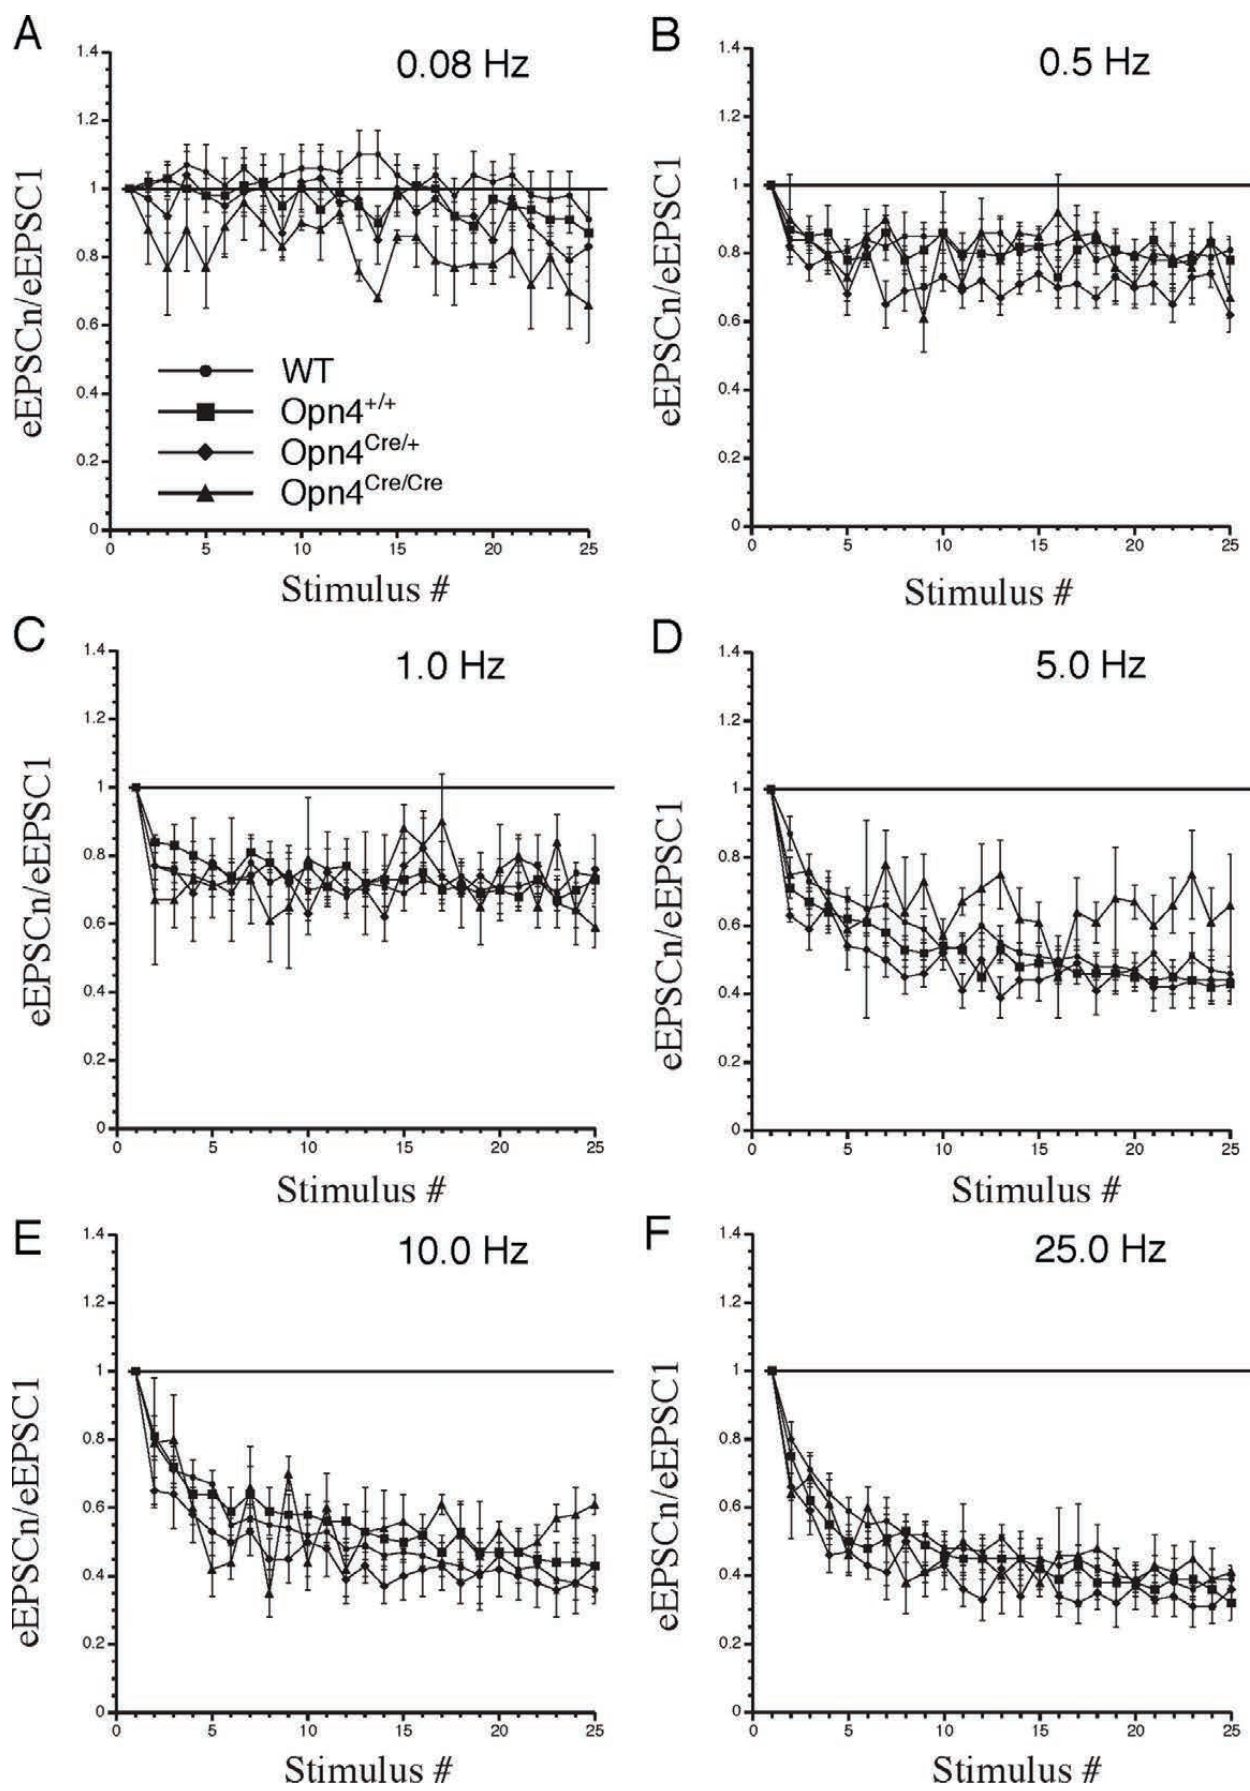 A
0.08 Hz
eEPSCn/eEPSC1
1.4
1.2
1
0.8
0.6
0.4
0.2
0
WT
Opn4+/+
Opn4Cre/+
Opn4Cre/Cre
0 5 10 15 20 25
Stimulus #
B
0.5 Hz
eEPSCn/eEPSC1
1.4
1.2
1
0.8
0.6
0.4
0.2
0
0 5 10 15 20 25
Stimulus #
C
1.0 Hz
eEPSCn/eEPSC1
1.4
1.2
1
0.8
0.6
0.4
0.2
0
0 5 10 15 20 25
Stimulus #
D
5.0 Hz
eEPSCn/eEPSC1
1.4
1.2
1
0.8
0.6
0.4
0.2
0
0 5 10 15 20 25
Stimulus #
E
10.0 Hz
eEPSCn/eEPSC1
1.4
1.2
1
0.8
0.6
0.4
0.2
0
0 5 10 15 20 25
Stimulus #
F
25.0 Hz
eEPSCn/eEPSC1
1.4
1.2
1
0.8
0.6
0.4
0.2
0
0 5 10 15 20 25
Stimulus #